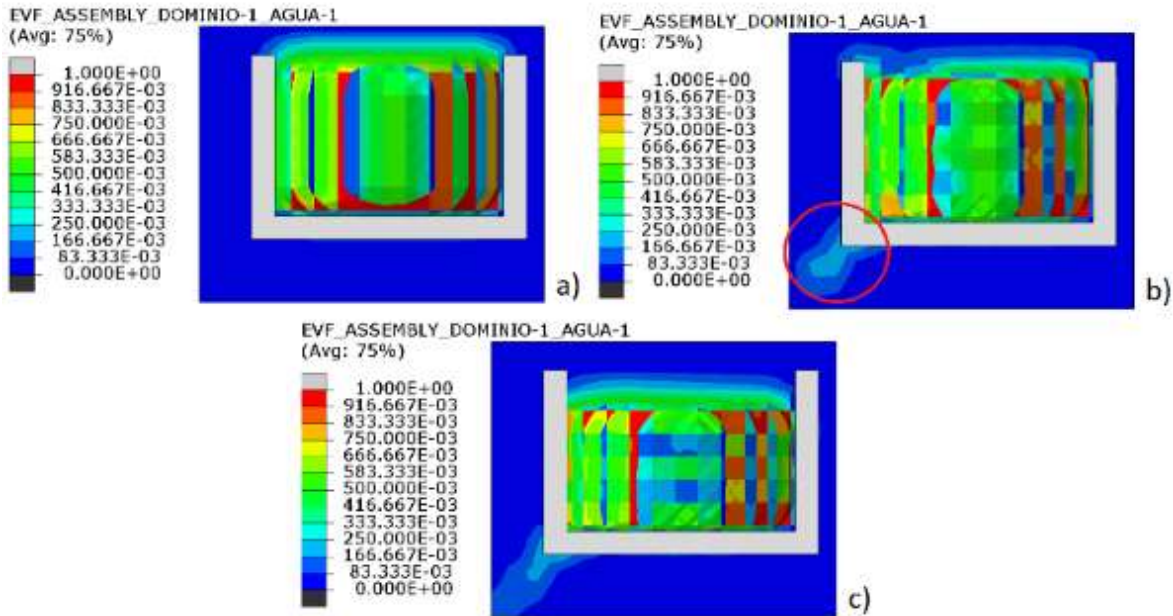 EVF_ASSEMBLY_DOMINIO-1_AGUA-1
(Avg: 75%)
1.000E+00
916.667E-03
833.333E-03
750.000E-03
666.667E-03
583.333E-03
500.000E-03
416.667E-03
333.333E-03
250.000E-03
166.667E-03
83.333E-03
0.000E+00
a)
EVF_ASSEMBLY_DOMINIO-1_AGUA-1
(Avg: 75%)
1.000E+00
916.667E-03
833.333E-03
750.000E-03
666.667E-03
583.333E-03
500.000E-03
416.667E-03
333.333E-03
250.000E-03
166.667E-03
83.333E-03
0.000E+00
b)
EVF_ASSEMBLY_DOMINIO-1_AGUA-1
(Avg: 75%)
1.000E+00
916.667E-03
833.333E-03
750.000E-03
666.667E-03
583.333E-03
500.000E-03
416.667E-03
333.333E-03
250.000E-03
166.667E-03
83.333E-03
0.000E+00
c)